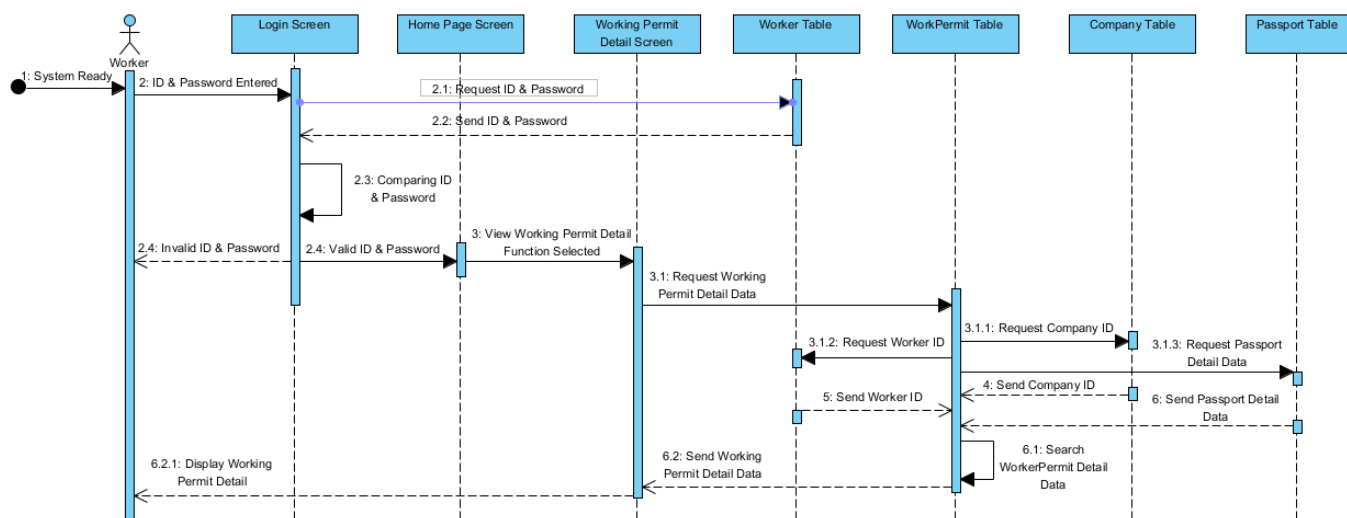 Login Screen
Home Page Screen
Working Permit
Detail Screen
Worker Table
WorkPermit Table
Company Table
Passport Table
Worker
1: System Ready
2: ID & Password Entered
2.1: Request ID & Password
2.2: Send ID & Password
2.3: Comparing ID
& Password
2.4: Invalid ID & Password
2.4: Valid ID & Password
3: View Working Permit Detail
Function Selected
3.1: Request Working
Permit Detail Data
3.1.1: Request Company ID
3.1.2: Request Worker ID
3.1.3: Request Passport
Detail Data
4: Send Company ID
5: Send Worker ID
6: Send Passport Detail
Data
6.1: Search
WorkerPermit Detail
Data
6.2: Send Working
Permit Detail Data
6.2.1: Display Working
Permit Detail